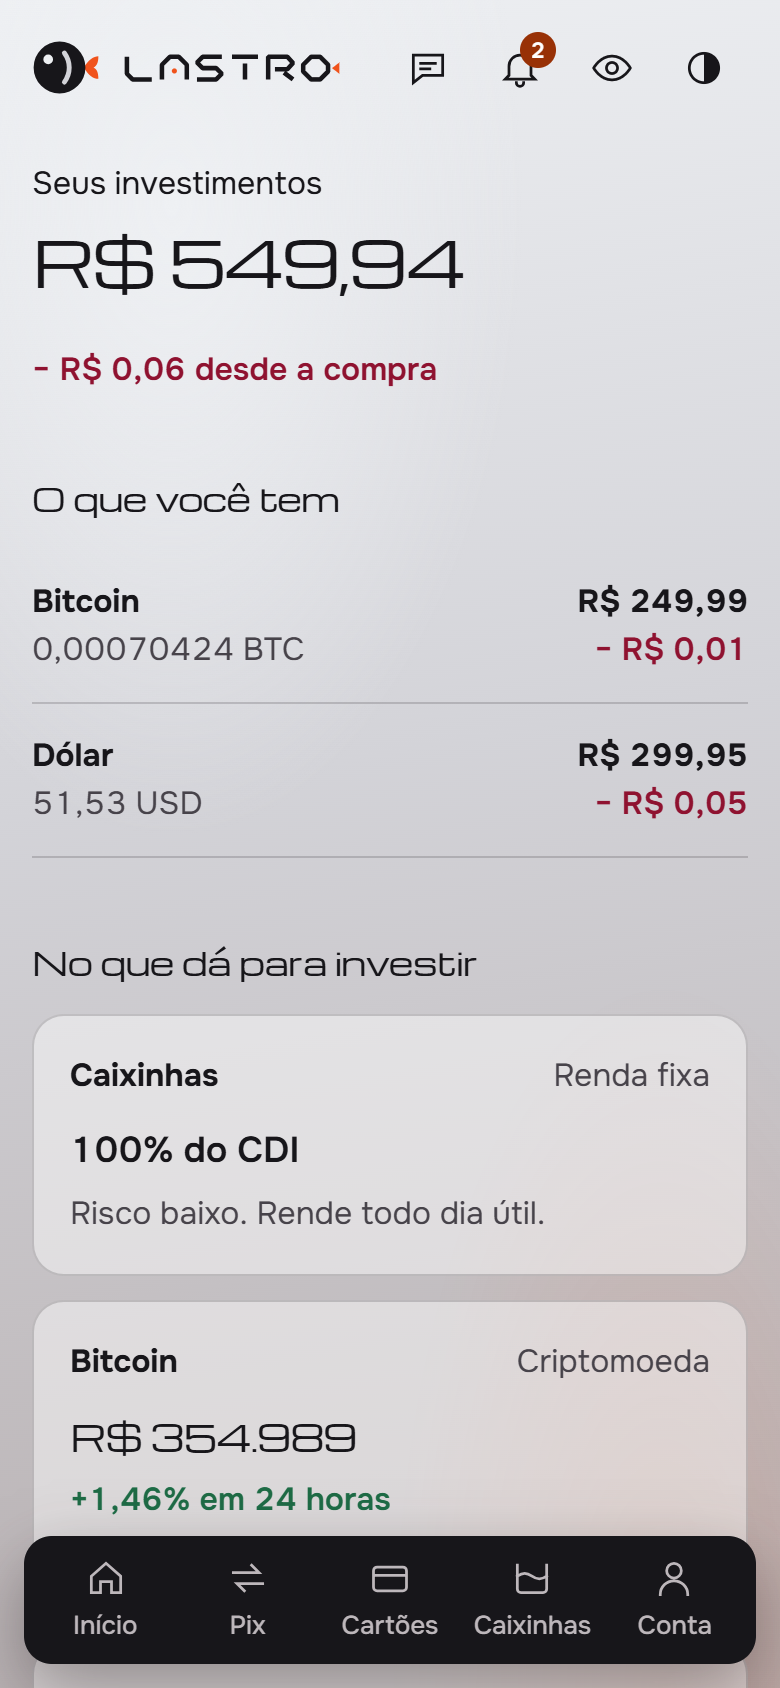 LASTRO
2
Seus investimentos
R$ 549,94
− R$ 0,06 desde a compra
O que você tem
Bitcoin R$ 249,99
0,00070424 BTC − R$ 0,01
Dólar R$ 299,95
51,53 USD − R$ 0,05
No que dá para investir
Caixinhas Renda fixa
100% do CDI
Risco baixo. Rende todo dia útil.
Bitcoin Criptomoeda
R$ 354.989
+1,46% em 24 horas
Início Pix Cartões Caixinhas Conta